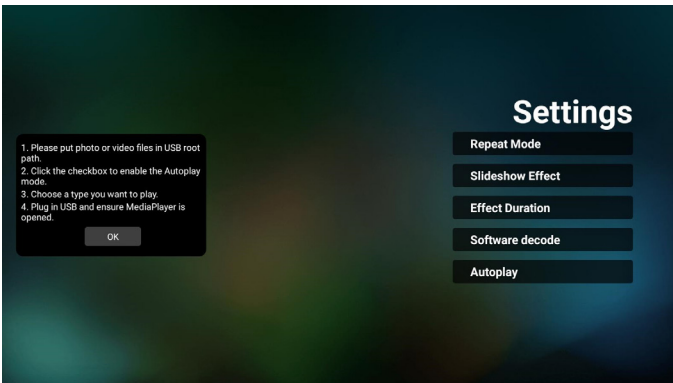 1. Please put photo or video files in USB root
path.
2. Click the checkbox to enable the Autoplay
mode.
3. Choose a type you want to play.
4. Plug in USB and ensure MediaPlayer is
opened.
OK
Settings
Repeat Mode
Slideshow Effect
Effect Duration
Software decode
Autoplay